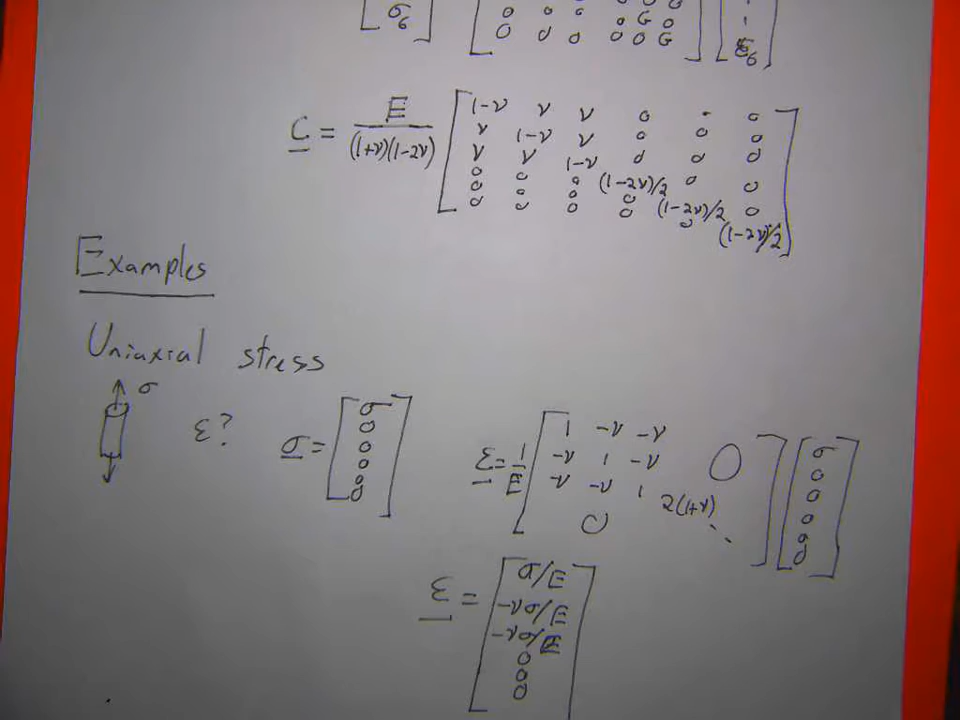 σ₆ 0 0 0 0 G 0
0 0 0 0 0 G ε₆
C = E / (1+ν)(1-2ν) [ 1-ν ν ν 0 0 0
ν 1-ν ν 0 0 0
ν ν 1-ν 0 0 0
0 0 0 (1-2ν)/2 0 0
0 0 0 0 (1-2ν)/2 0
0 0 0 0 0 (1-2ν)/2 ]
Examples
Uniaxial stress
σ
ε? σ = [ σ 0 0 0 0 0 ]
ε = 1/E [ 1 -ν -ν
-ν 1 -ν 0
-ν -ν 1
2(1+ν)
0 ⋱ ] [ σ 0 0 0 0 0 ]
ε = [ σ/E
-νσ/E
-νσ/E
0
0
0 ]